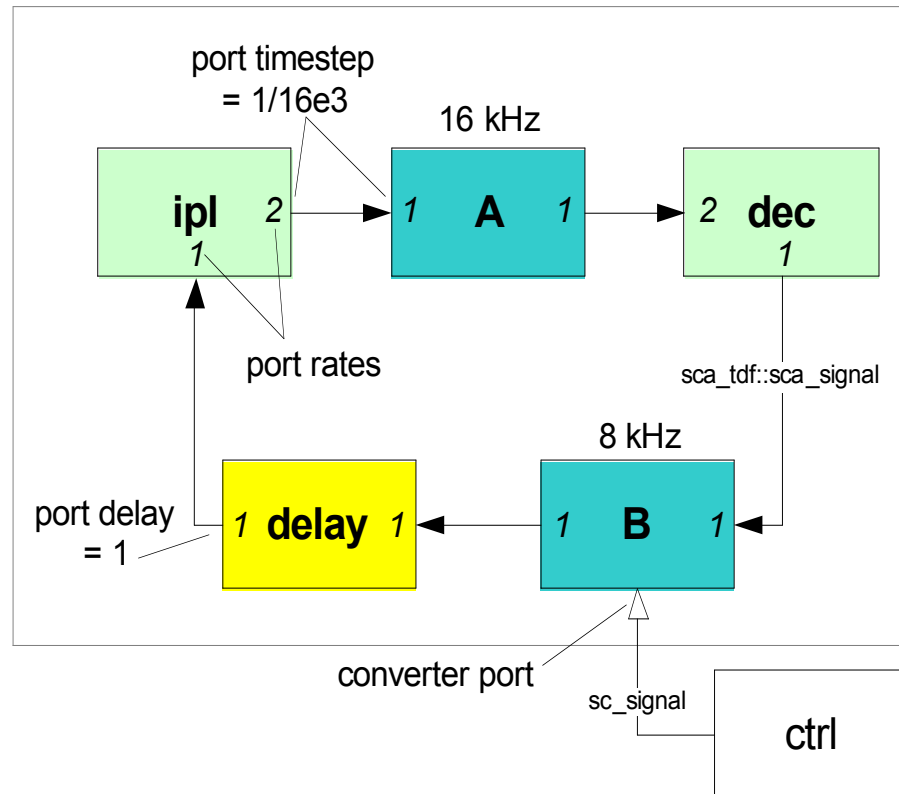 port timestep
= 1/16e3
16 kHz
ipl
2
1
1
A
1
2
dec
1
port rates
sca_tdf::sca_signal
8 kHz
port delay
= 1
1
delay
1
1
B
1
converter port
sc_signal
ctrl